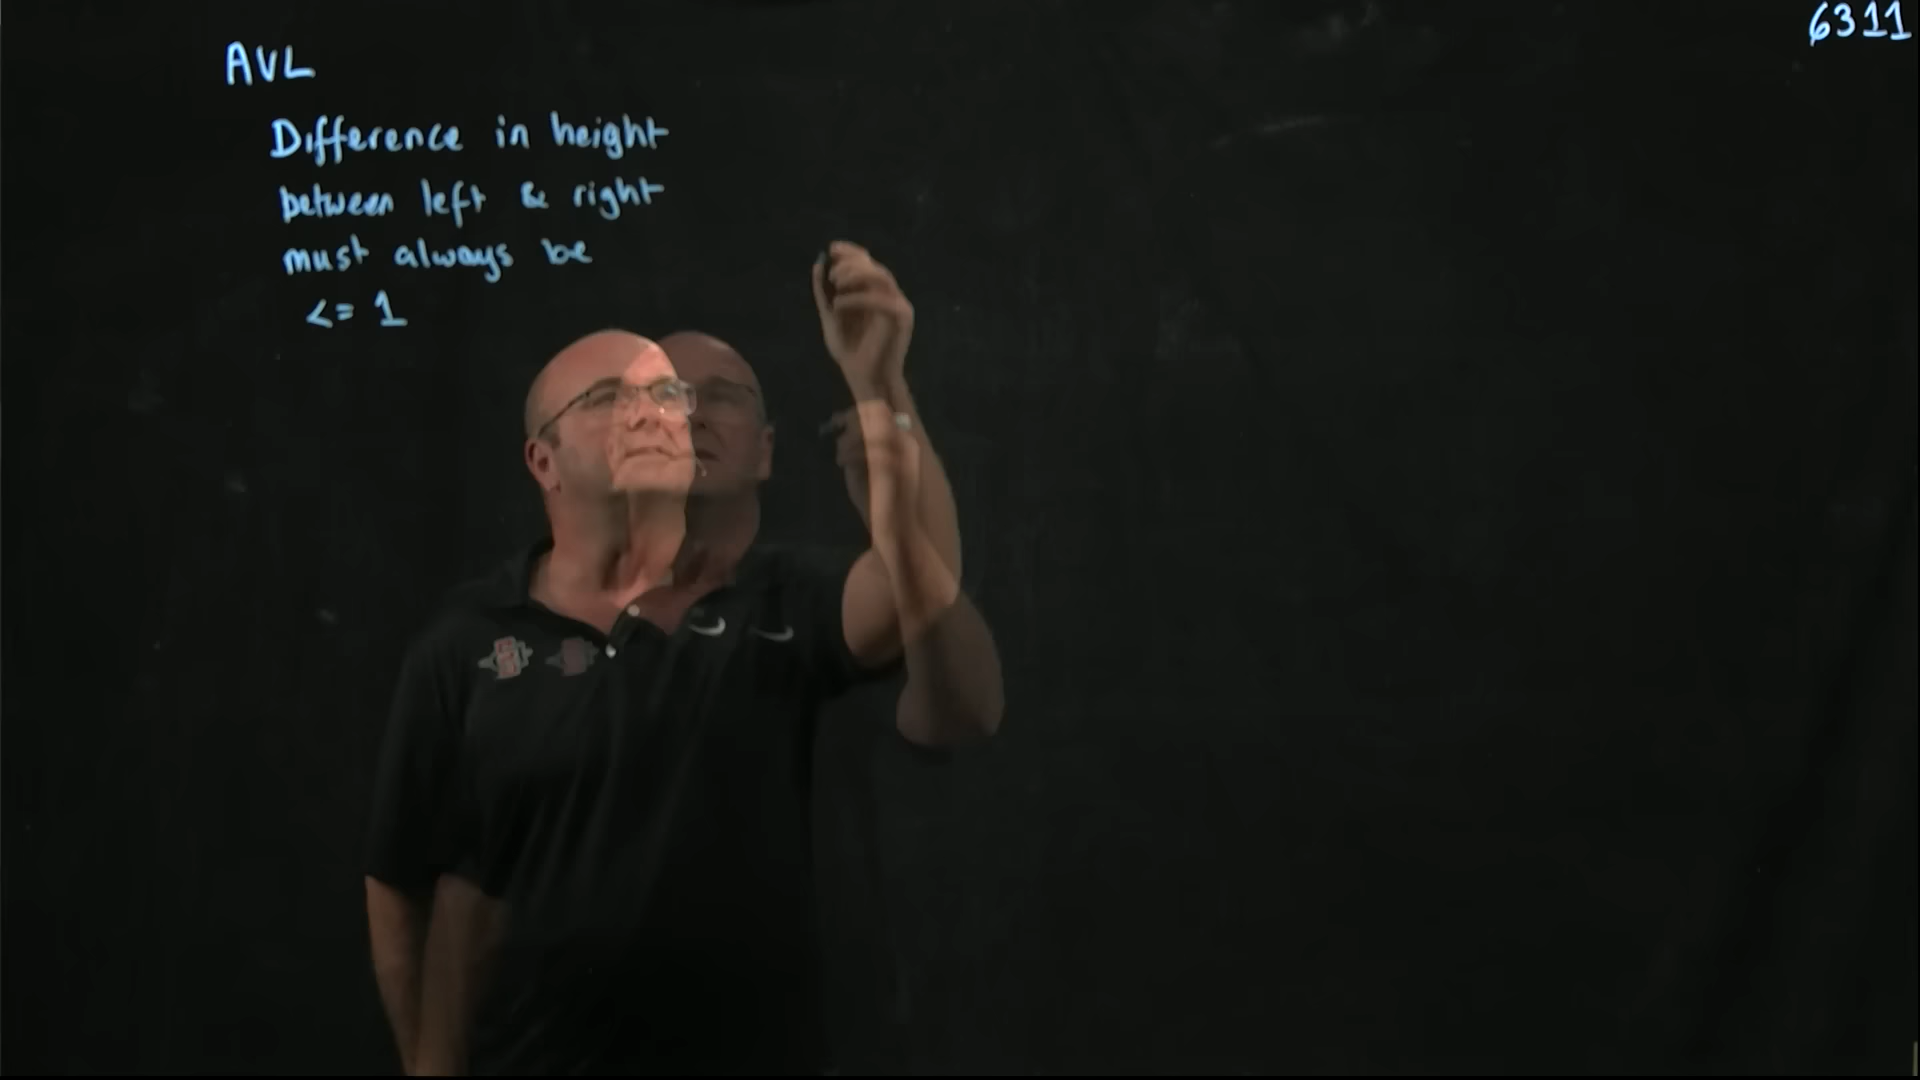 AVL
Difference in height
between left & right
must always be
<= 1
6311